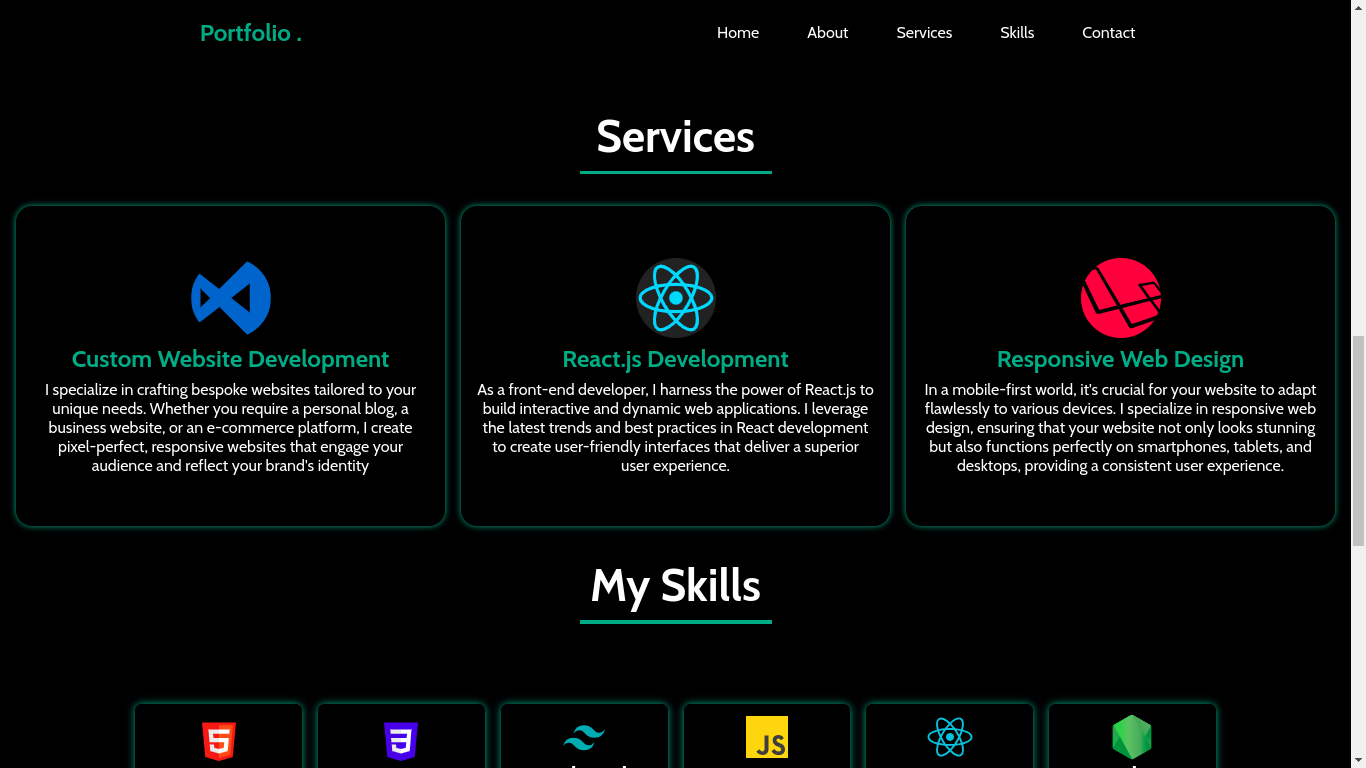 Portfolio .
Home
About
Services
Skills
Contact
Services
Custom Website Development
I specialize in crafting bespoke websites tailored to your
unique needs. Whether you require a personal blog, a
business website, or an e-commerce platform, I create
pixel-perfect, responsive websites that engage your
audience and reflect your brand's identity
React.js Development
As a front-end developer, I harness the power of React.js to
build interactive and dynamic web applications. I leverage
the latest trends and best practices in React development
to create user-friendly interfaces that deliver a superior
user experience.
Responsive Web Design
In a mobile-first world, it's crucial for your website to adapt
flawlessly to various devices. I specialize in responsive web
design, ensuring that your website not only looks stunning
but also functions perfectly on smartphones, tablets, and
desktops, providing a consistent user experience.
My Skills
5
3
JS